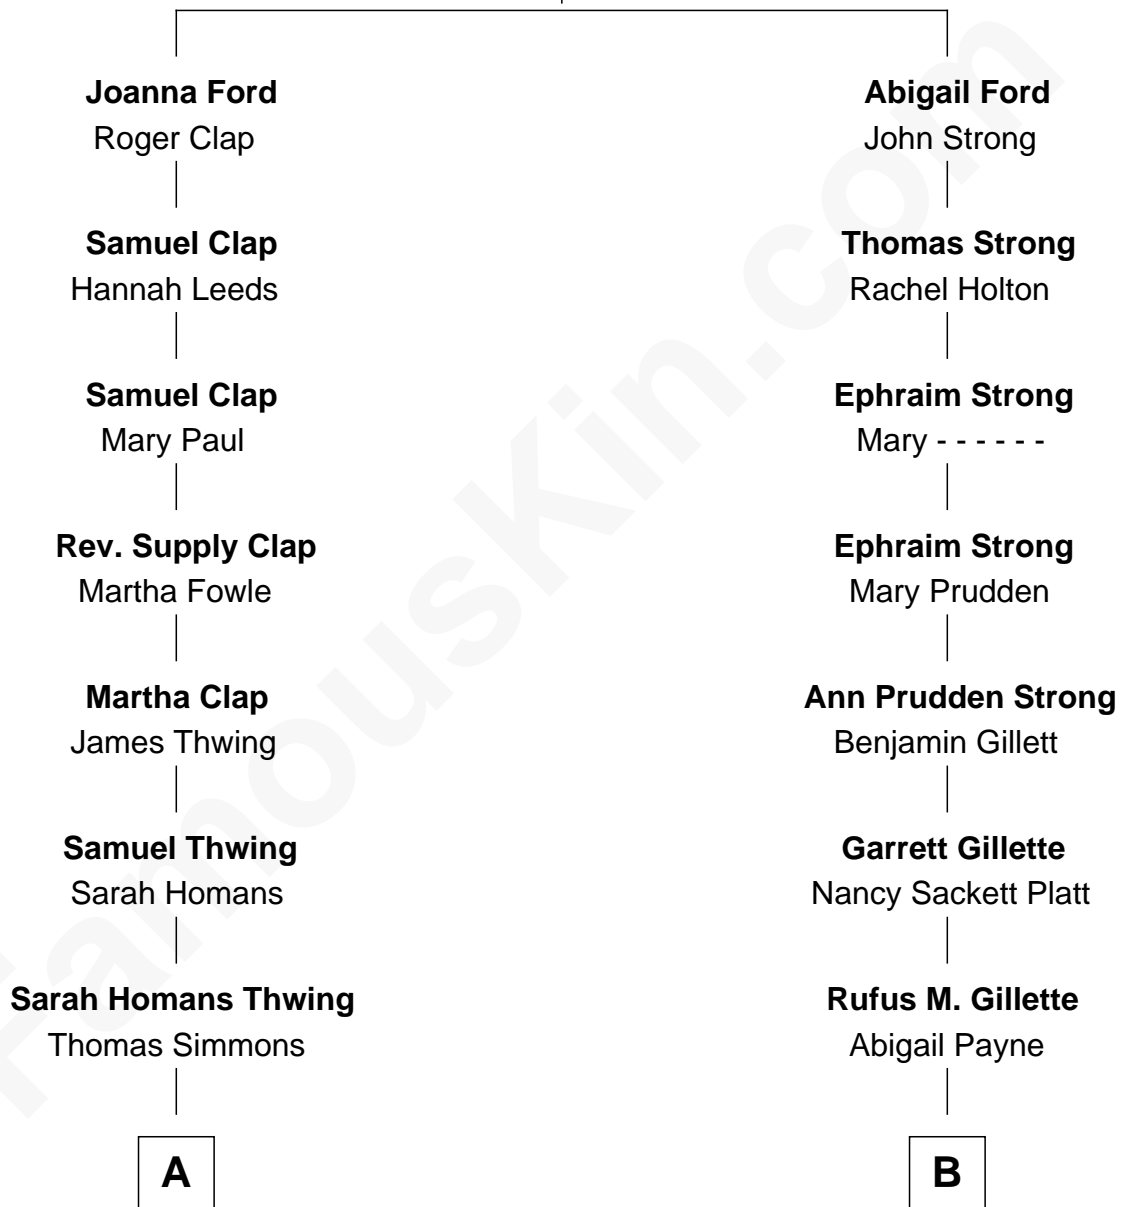 Joanna Ford
Roger Clap
Samuel Clap
Hannah Leeds
Samuel Clap
Mary Paul
Rev. Supply Clap
Martha Fowle
Martha Clap
James Thwing
Samuel Thwing
Sarah Homans
Sarah Homans Thwing
Thomas Simmons
A
Abigail Ford
John Strong
Thomas Strong
Rachel Holton
Ephraim Strong
Mary - - - - - -
Ephraim Strong
Mary Prudden
Ann Prudden Strong
Benjamin Gillett
Garrett Gillette
Nancy Sackett Platt
Rufus M. Gillette
Abigail Payne
B
FamousKin.com